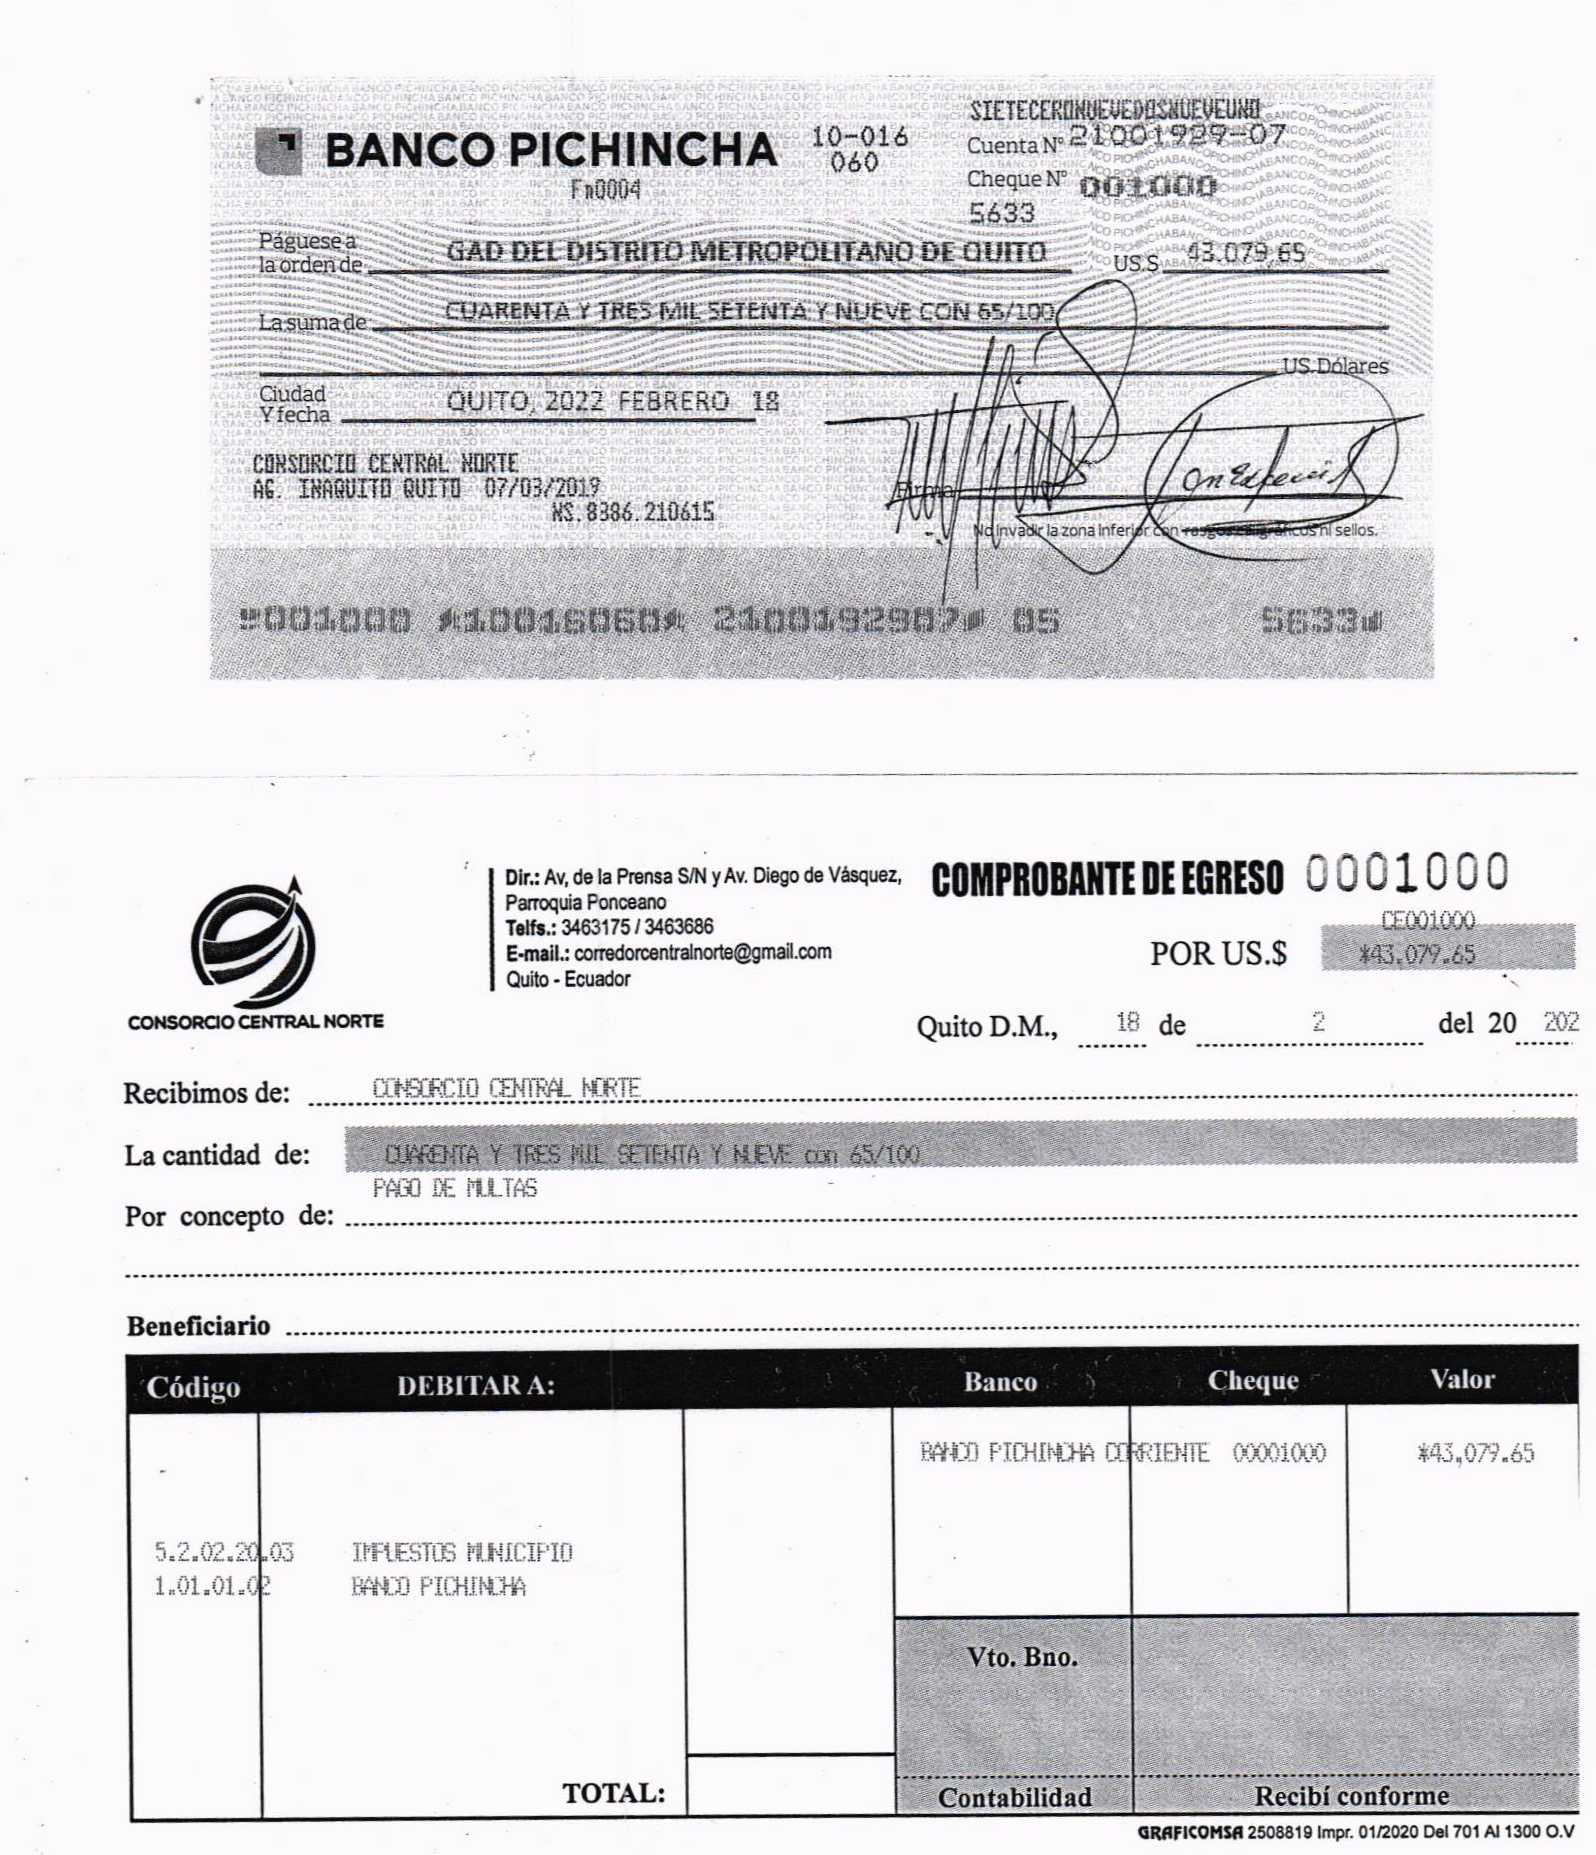 SIETECERONUEVEDOSNUEVEUNO
BANCO PICHINCHA
10-016
060
Cuenta Nº 21001929-07
Fn0004
Cheque Nº 001000
5633
Páguese a
la orden de GAD DEL DISTRITO METROPOLITANO DE QUITO US.$ 43.079,65
La suma de CUARENTA Y TRES MIL SETENTA Y NUEVE CON 65/100
US. Dólares
Ciudad
Y fecha QUITO, 2022 FEBRERO 18
CONSORCIO CENTRAL NORTE
AG. INAQUITO QUITO 07/03/2019
NS.8386.210615
Firma
No invadir la zona inferior con rasgos caligráficos ni sellos.
001000 10016060 2100192907 05 5633
Dir.: Av, de la Prensa S/N y Av. Diego de Vásquez,
Parroquia Ponceano
Telfs.: 3463175 / 3463686
E-mail.: corredorcentralnorte@gmail.com
Quito - Ecuador
CONSORCIO CENTRAL NORTE
COMPROBANTE DE EGRESO 0001000
CE001000
POR US.$ ¥43,079.65
Quito D.M., 18 de 2 del 20 202
Recibimos de: CONSORCIO CENTRAL NORTE
La cantidad de: CUARENTA Y TRES MIL SETENTA Y NUEVE con 65/100
PAGO DE MULTAS
Por concepto de:
Beneficiario
Código DEBITAR A: Banco Cheque Valor
BANCO PICHINCHA CORRIENTE 00001000 ¥43,079.65
5.2.02.20.03 IMPUESTOS MUNICIPIO
1.01.01.02 BANCO PICHINCHA
Vto. Bno.
TOTAL:
Contabilidad Recibí conforme
GRAFICOMSA 2508819 Impr. 01/2020 Del 701 Al 1300 O.V